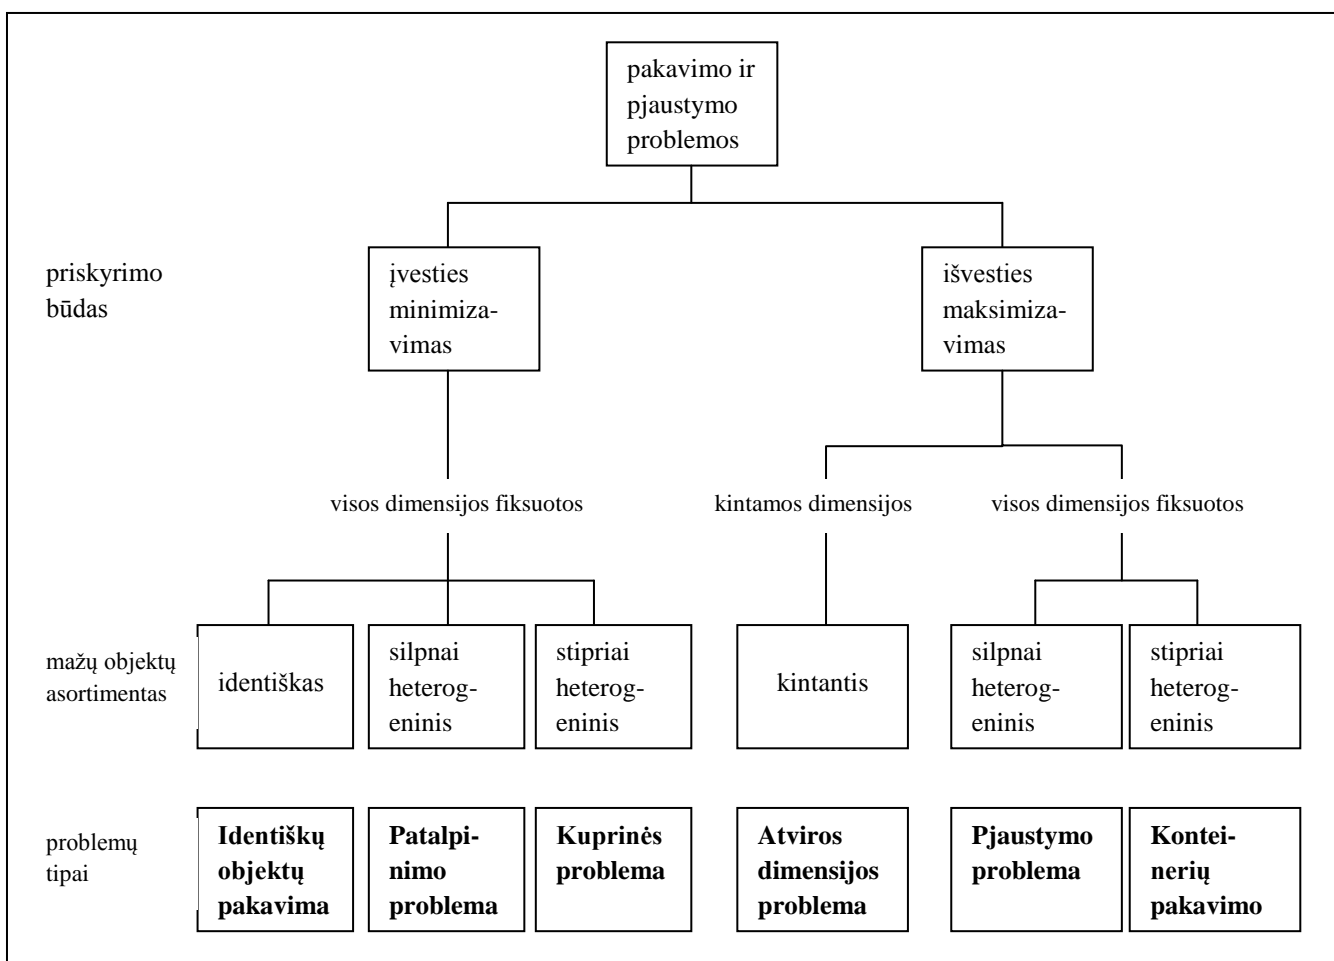 pakavimo ir
pjaustymo
problemos
priskyrimo
būdas
įvesties
minimiza-
vimas
išvesties
maksimiza-
vimas
visos dimensijos fiksuotos
kintamos dimensijos
visos dimensijos fiksuotos
mažų objektų
asortimentas
identiškas
silpnai
heterog-
eninis
stipriai
heterog-
eninis
kintantis
silpnai
heterog-
eninis
stipriai
heterog-
eninis
problemų
tipai
Identiškų
objektų
pakavima
Patalpi-
nimo
problema
Kuprinės
problema
Atviros
dimensijos
problema
Pjaustymo
problema
Kontei-
nerių
pakavimo